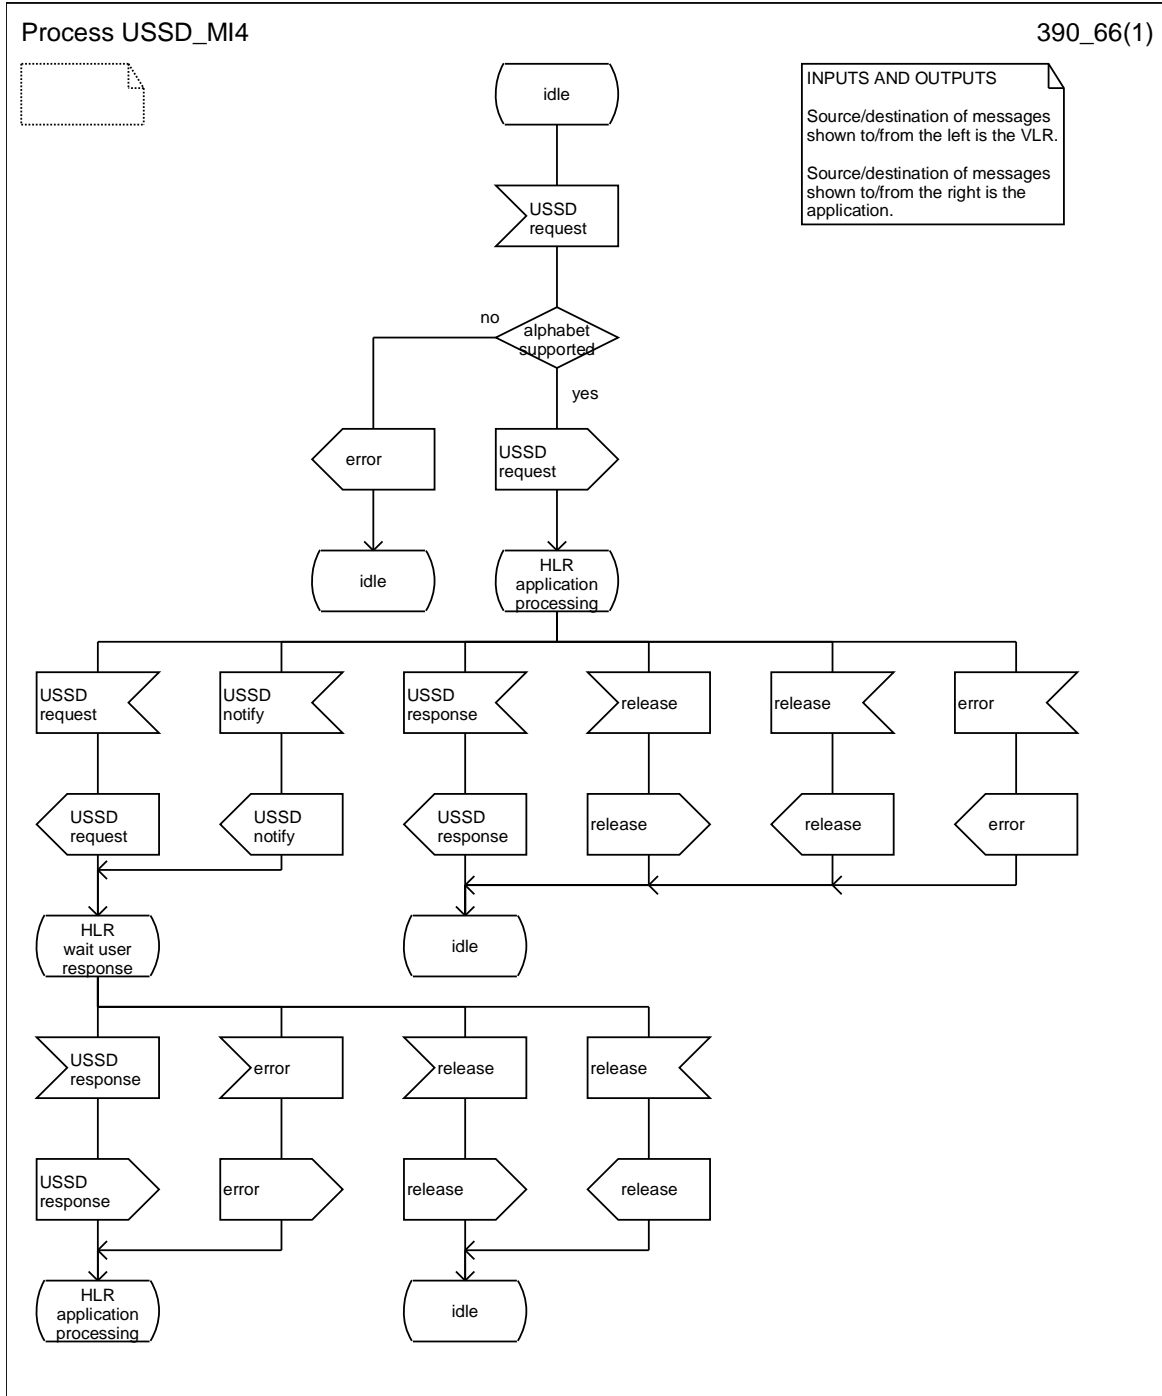 Process USSD_MI4
390_66(1)
idle
INPUTS AND OUTPUTS
Source/destination of messages
shown to/from the left is the VLR.
Source/destination of messages
shown to/from the right is the
application.
USSD
request
no
alphabet
supported
yes
error
USSD
request
idle
HLR
application
processing
USSD
request
USSD
notify
USSD
response
release
release
error
USSD
request
USSD
notify
USSD
response
release
release
error
HLR
wait user
response
idle
USSD
response
error
release
release
USSD
response
error
release
release
HLR
application
processing
idle